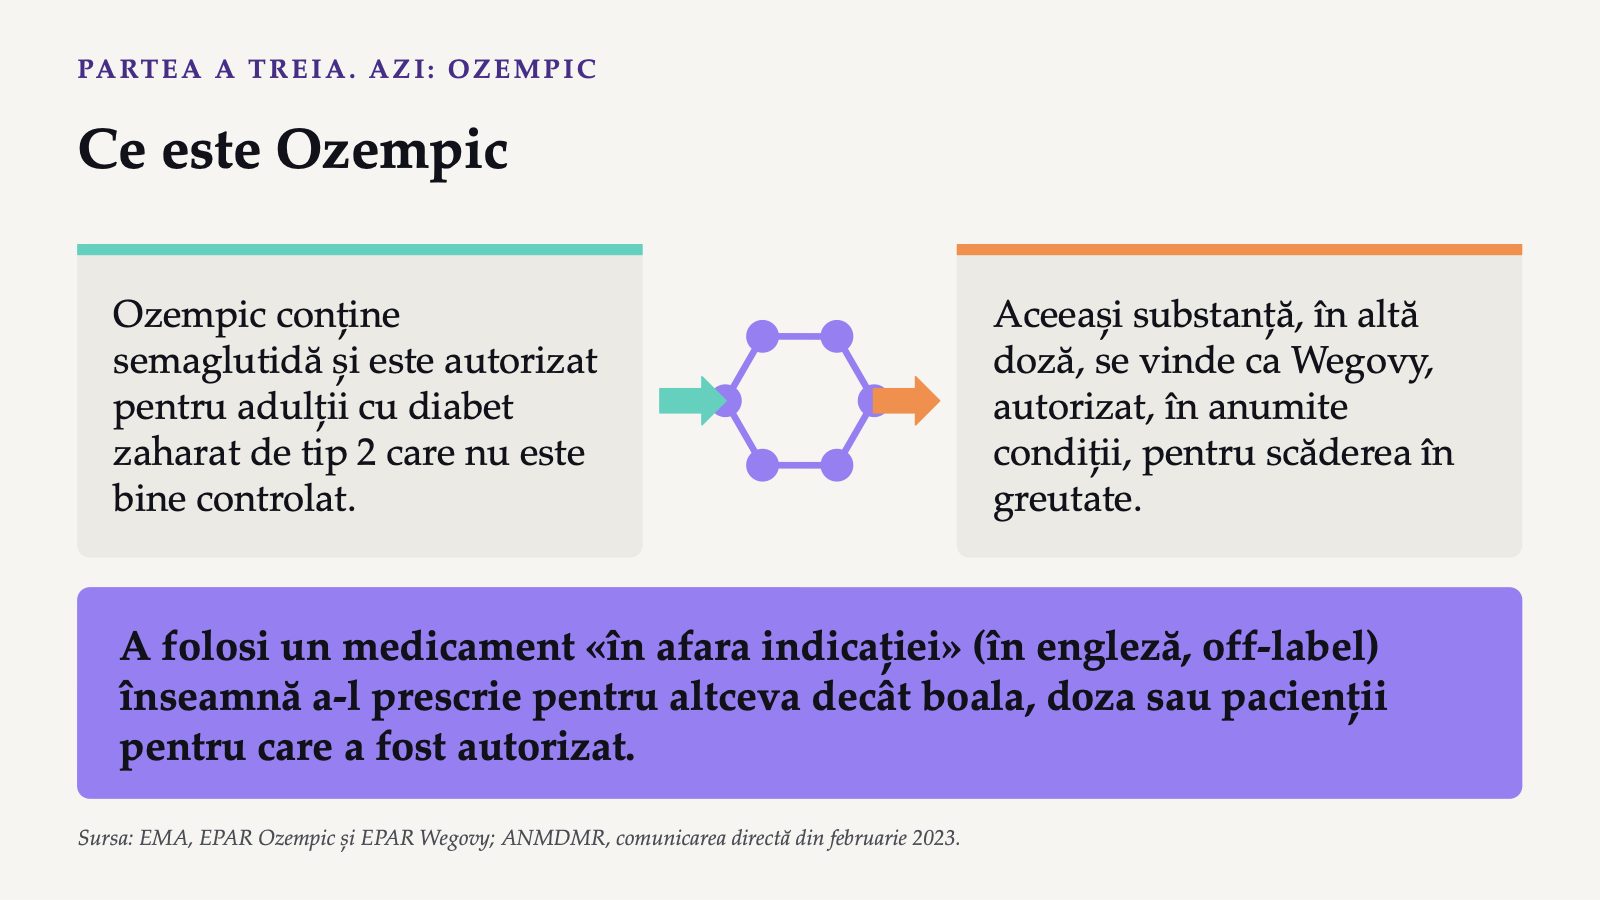 PARTEA A TREIA. AZI: OZEMPIC
Ce este Ozempic
Ozempic conține
semaglutidă și este autorizat
pentru adulții cu diabet
zaharat de tip 2 care nu este
bine controlat.
Aceeași substanță, în altă
doză, se vinde ca Wegovy,
autorizat, în anumite
condiții, pentru scăderea în
greutate.
A folosi un medicament «în afara indicației» (în engleză, off-label)
înseamnă a-l prescrie pentru altceva decât boala, doza sau pacienții
pentru care a fost autorizat.
Sursa: EMA, EPAR Ozempic și EPAR Wegovy; ANMDMR, comunicarea directă din februarie 2023.